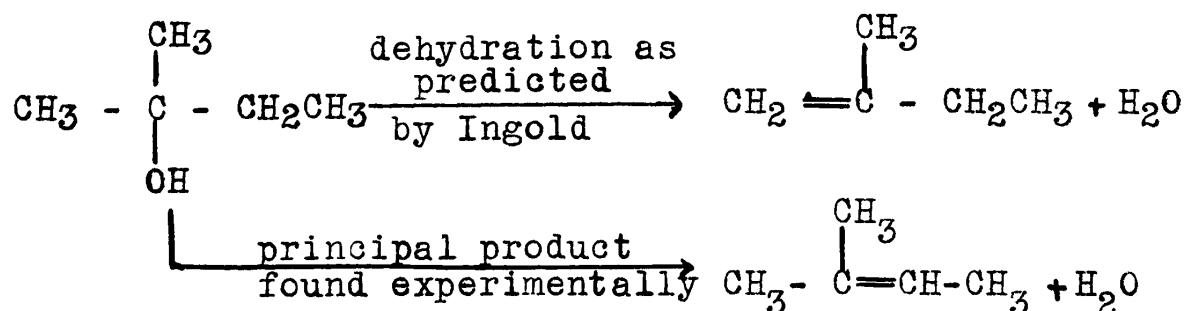 CH3 CH3
dehydration as
predicted
CH3 - C - CH2CH3 CH2 = C - CH2CH3 + H2O
by Ingold
OH
CH3
principal product
found experimentally CH3- C=CH-CH3 + H2O